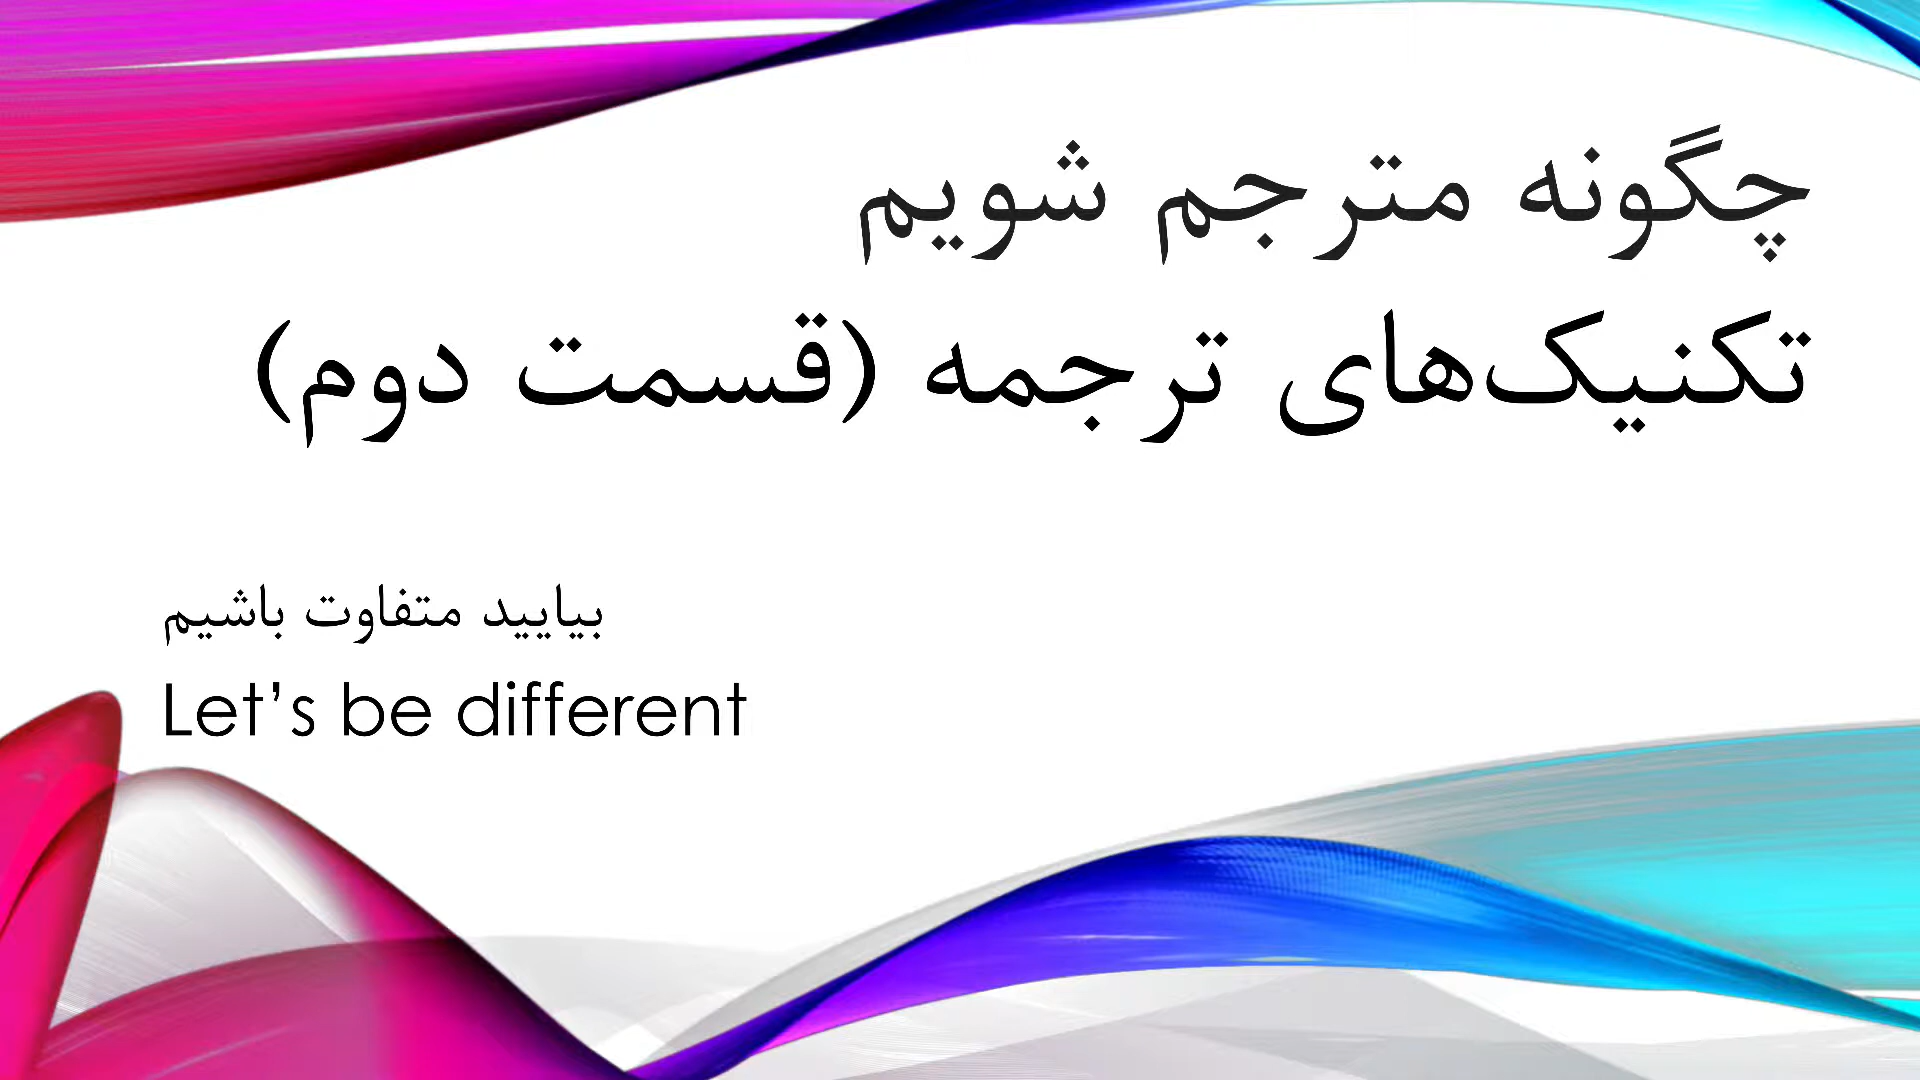 چگونه مترجم شویم
تکنیک‌های ترجمه (قسمت دوم)
بیایید متفاوت باشیم
Let’s be different